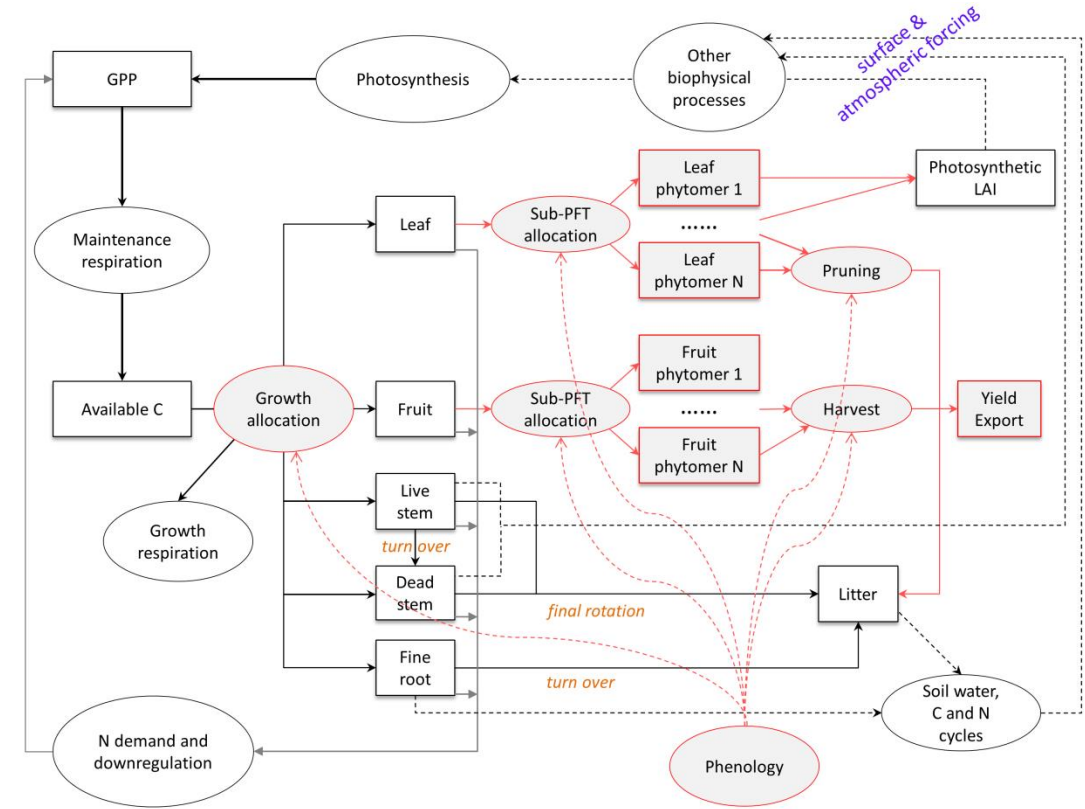 surface &
atmospheric forcing
GPP
Photosynthesis
Other
biophysical
processes
Photosynthetic
LAI
Leaf
phytomer 1
Maintenance
respiration
Leaf
Sub-PFT
allocation
......
Leaf
phytomer N
Pruning
Fruit
phytomer 1
Available C
Growth
allocation
Fruit
Sub-PFT
allocation
......
Harvest
Yield
Export
Fruit
phytomer N
Growth
respiration
Live
stem
turn over
Dead
stem
final rotation
Litter
Fine
root
turn over
Soil water,
C and N
cycles
N demand and
downregulation
Phenology